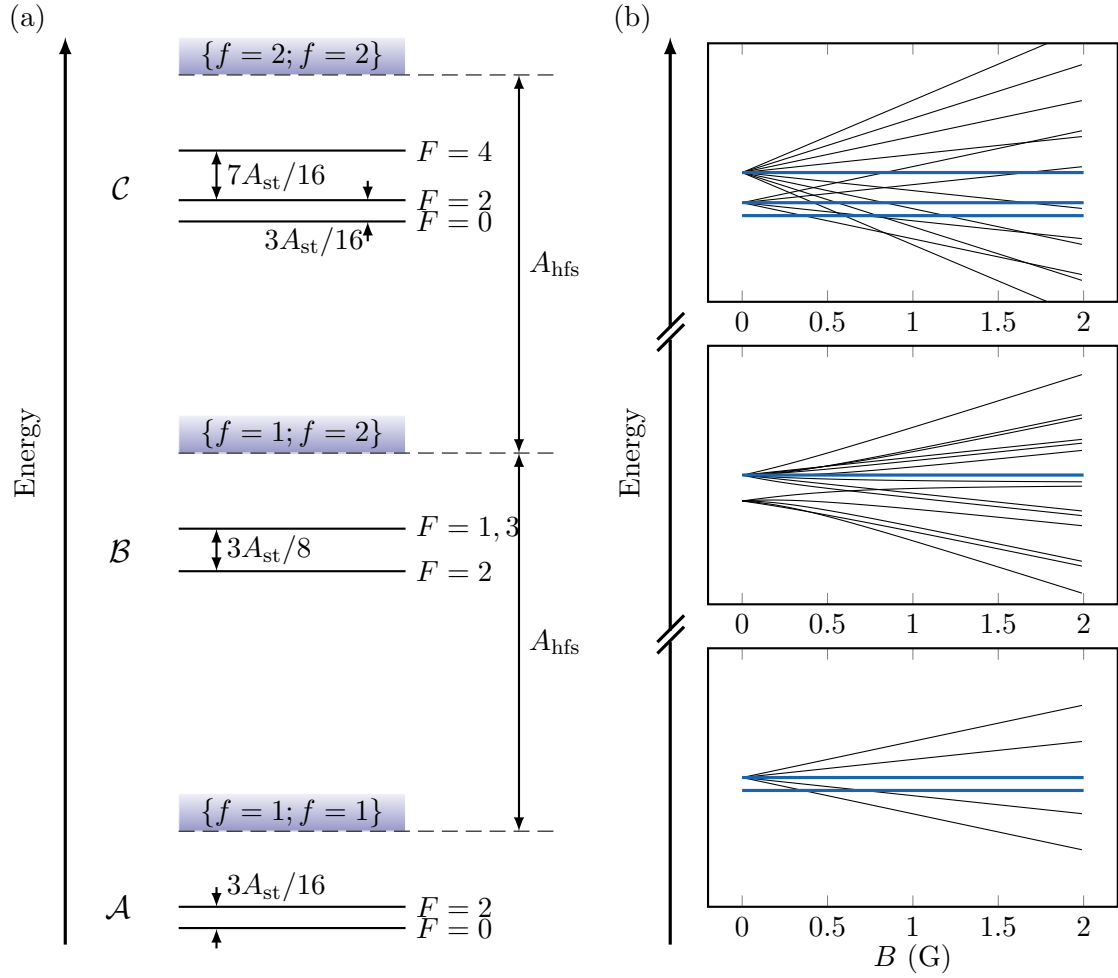 (a)
Energy
{f = 2; f = 2}
F = 4
7A_st/16
F = 2
F = 0
3A_st/16
𝒞
A_hfs
{f = 1; f = 2}
F = 1, 3
3A_st/8
F = 2
ℬ
A_hfs
{f = 1; f = 1}
3A_st/16
F = 2
F = 0
𝒜
(b)
Energy
0 0.5 1 1.5 2
0 0.5 1 1.5 2
0 0.5 1 1.5 2
B (G)